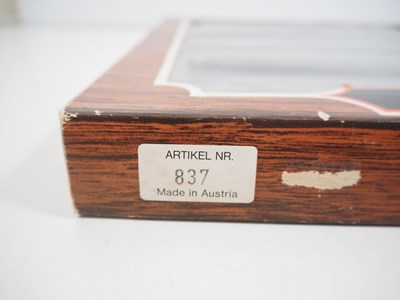 ARTIKEL NR.
837
Made in Austria